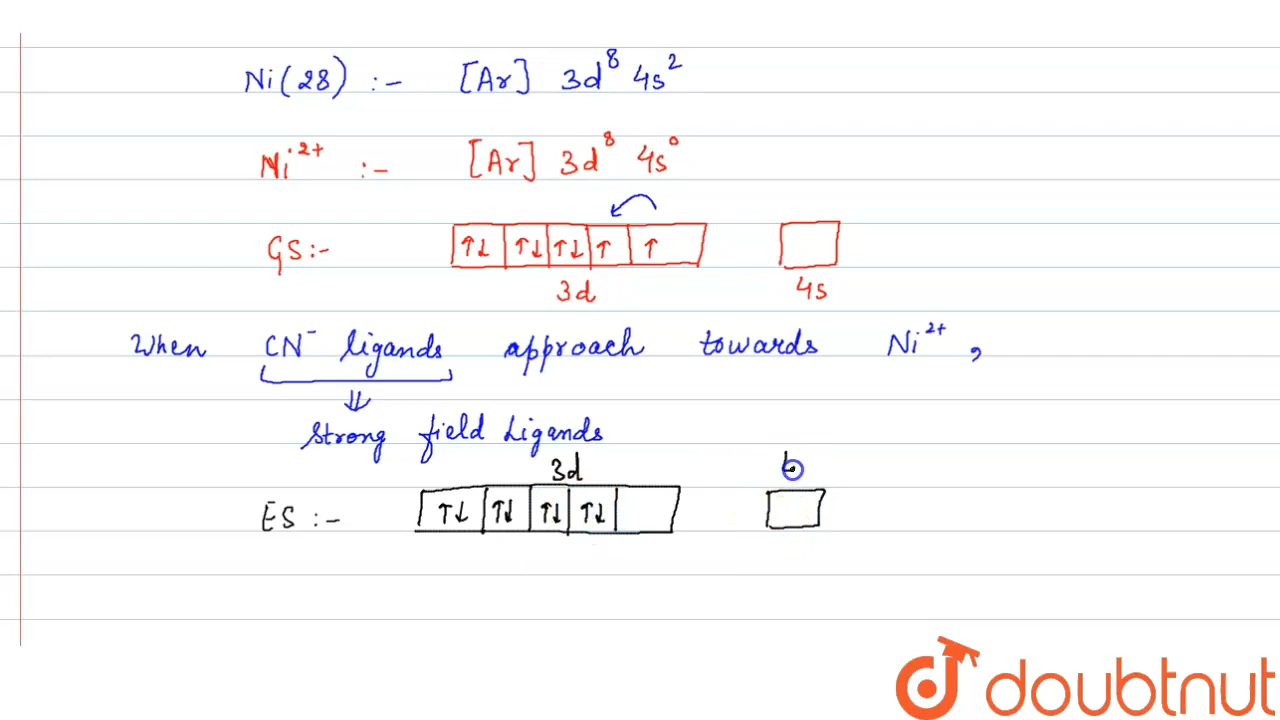 Ni(28) :- [Ar] 3d⁸ 4s²
Ni²⁺ :- [Ar] 3d⁸ 4s⁰
GS:- ↑↓ ↑↓ ↑↓ ↑ ↑
3d 4s
When CN⁻ ligands approach towards Ni²⁺,
⇓
Strong field Ligands
3d
ES :- ↑↓ ↑↓ ↑↓ ↑↓
doubtnut